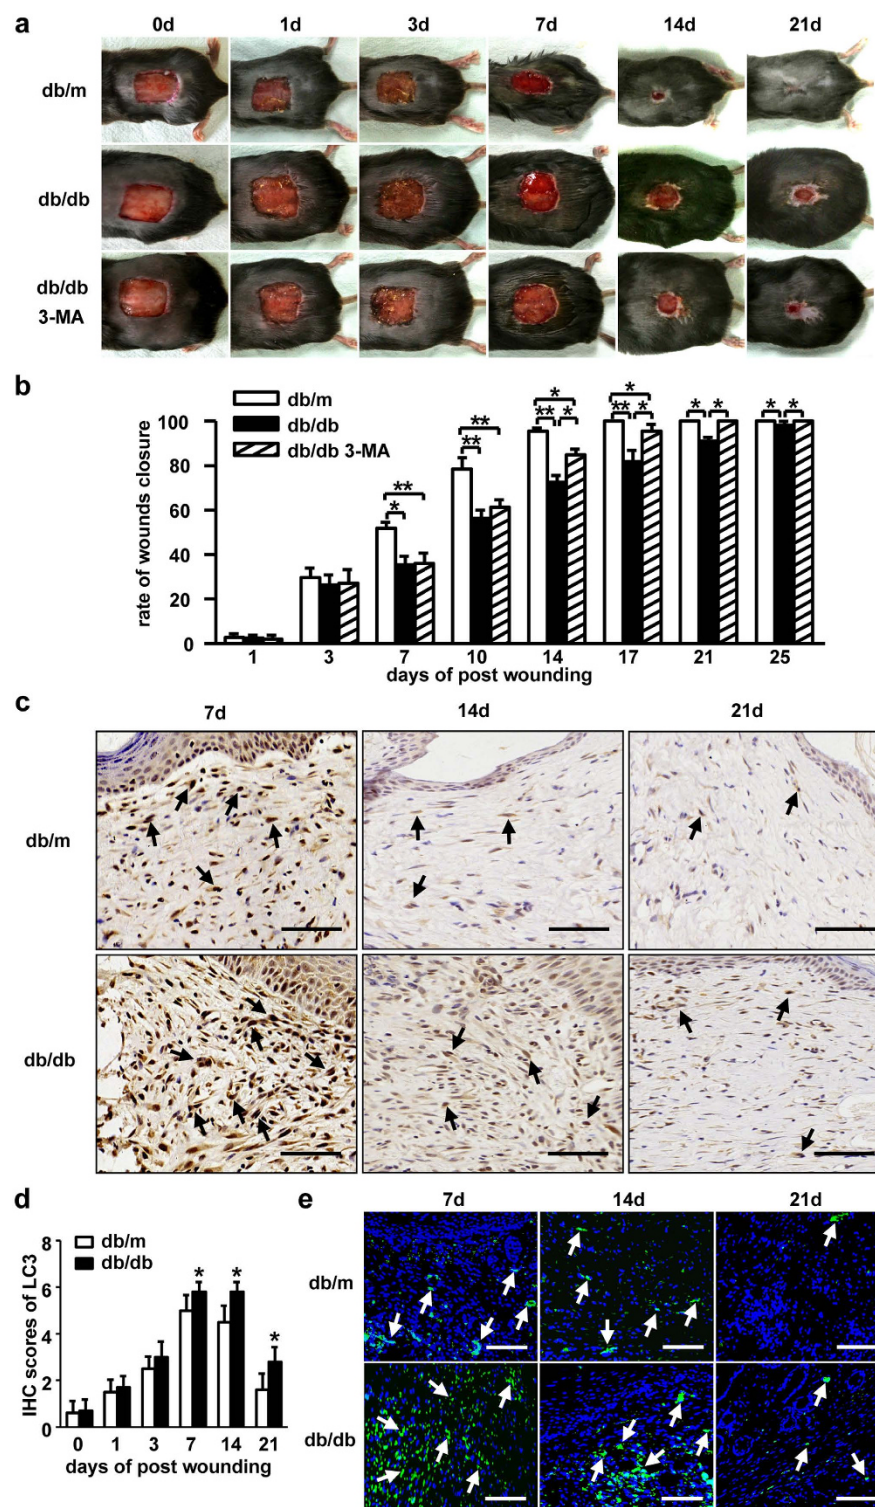 a
0d 1d 3d 7d 14d 21d
db/m
db/db
db/db
3-MA
b
db/m
db/db
db/db 3-MA
rate of wounds closure
100
80
60
40
20
0
* ** ** ** * * ** * * ** * * * * * *
1 3 7 10 14 17 21 25
days of post wounding
c
7d 14d 21d
db/m
db/db
d
db/m
db/db
IHC scores of LC3
8
6
4
2
0
* * *
0 1 3 7 14 21
days of post wounding
e
7d 14d 21d
db/m
db/db